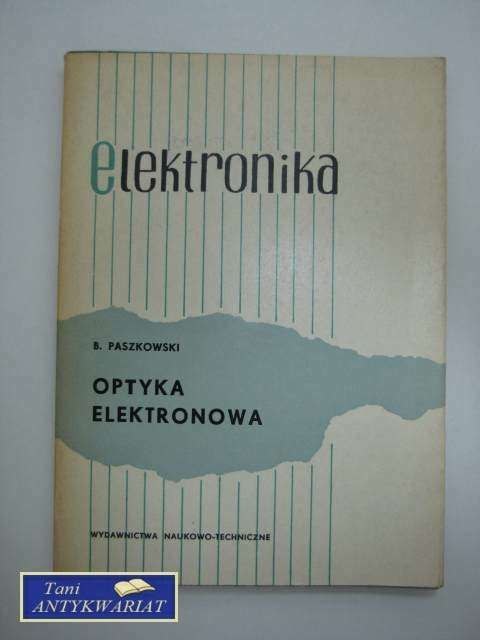 elektronika
B. PASZKOWSKI
OPTYKA
ELEKTRONOWA
WYDAWNICTWA NAUKOWO-TECHNICZNE
Tani
ANTYKWARIAT